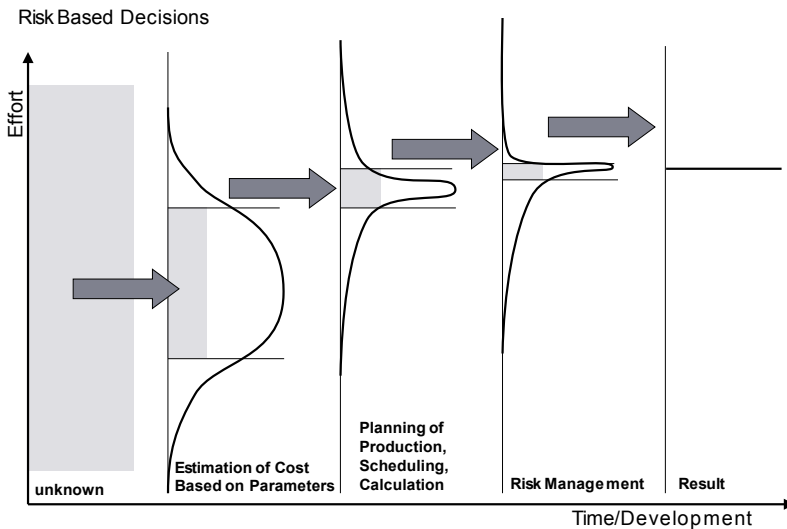 Risk Based Decisions
Effort
unknown
Estimation of Cost
Based on Parameters
Planning of
Production,
Scheduling,
Calculation
Risk Management
Result
Time/Development